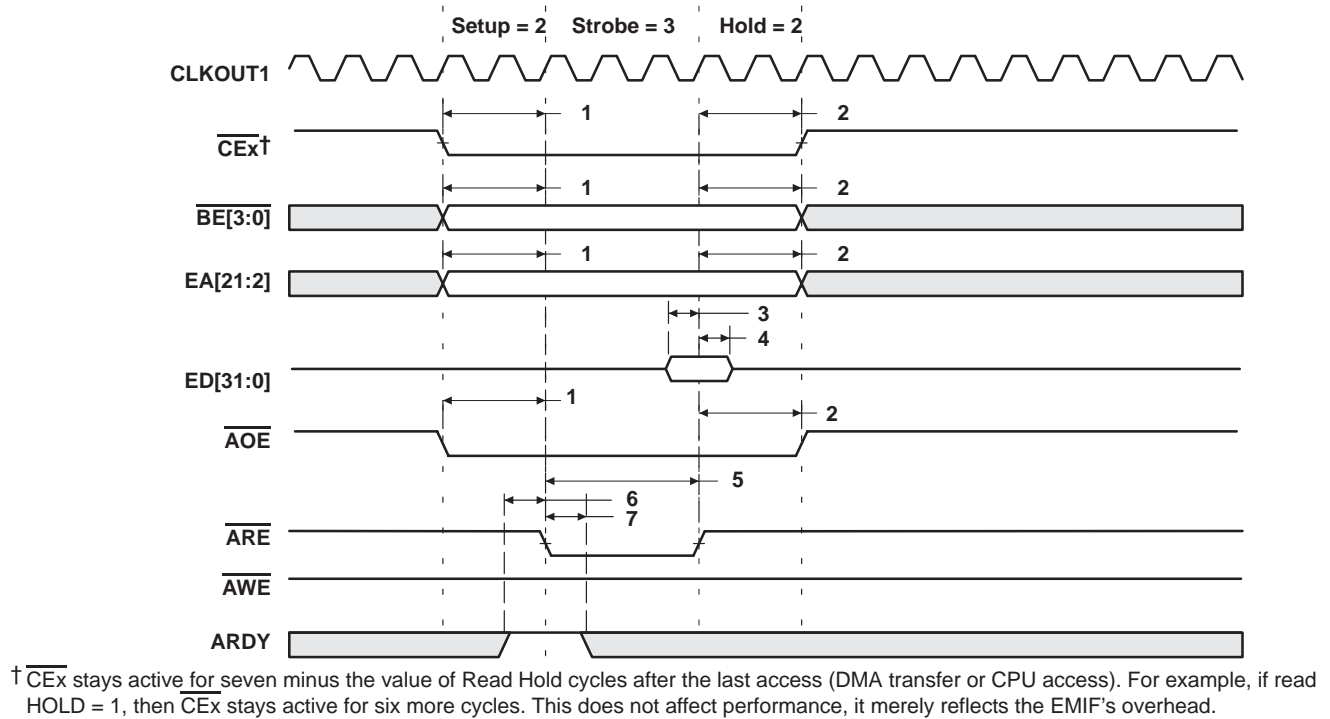 Setup = 2 Strobe = 3 Hold = 2
CLKOUT1
1 2
CEx†
1 2
BE[3:0]
1 2
EA[21:2]
3
4
ED[31:0]
1
2
AOE
5
6
7
ARE
AWE
ARDY
† CEx stays active for seven minus the value of Read Hold cycles after the last access (DMA transfer or CPU access). For example, if read
HOLD = 1, then CEx stays active for six more cycles. This does not affect performance, it merely reflects the EMIF's overhead.